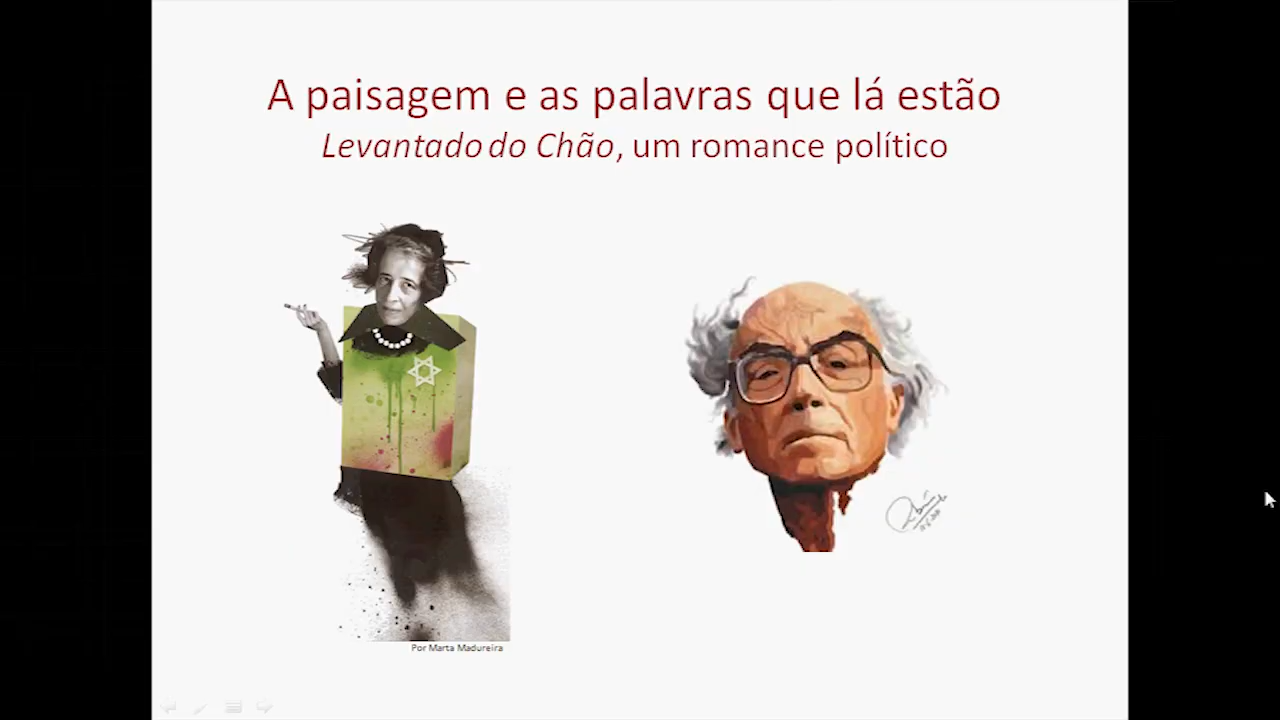 A paisagem e as palavras que lá estão
Levantado do Chão, um romance político
Por Marta Madureira